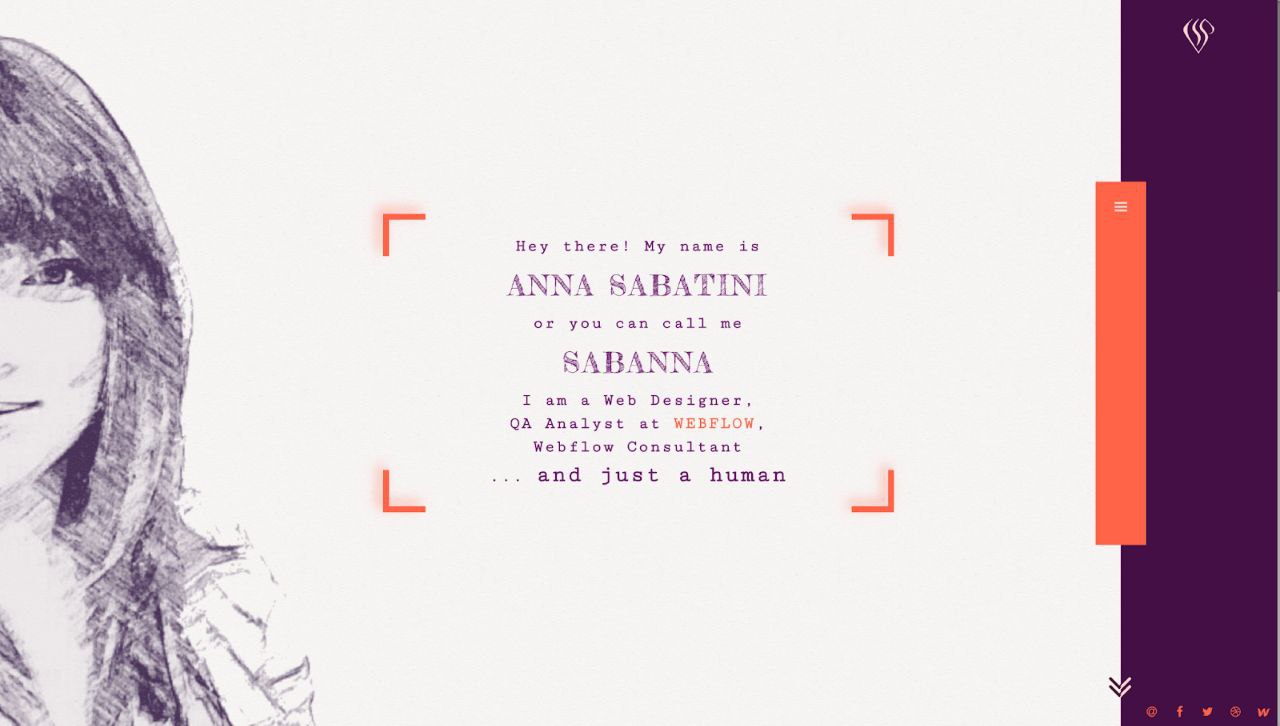 Hey there! My name is
ANNA SABATINI
or you can call me
SABANNA
I am a Web Designer,
QA Analyst at WEBFLOW,
Webflow Consultant
... and just a human